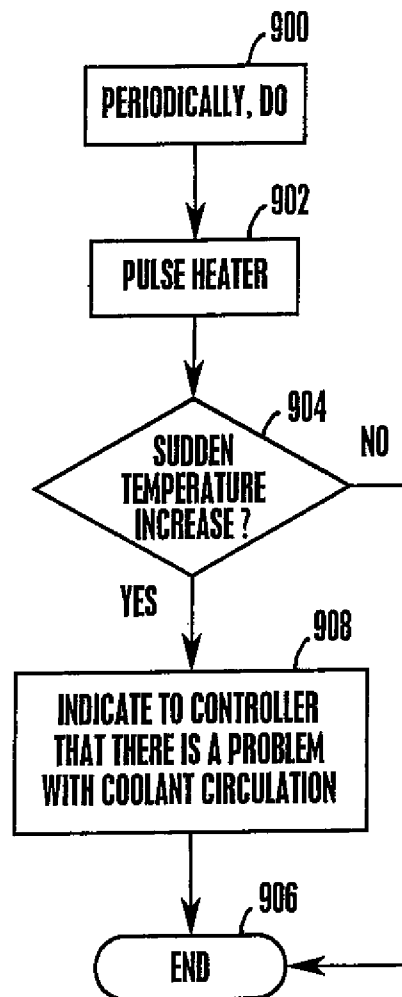 900
PERIODICALLY, DO
902
PULSE HEATER
904
NO
SUDDEN
TEMPERATURE
INCREASE ?
YES
908
INDICATE TO CONTROLLER
THAT THERE IS A PROBLEM
WITH COOLANT CIRCULATION
906
END